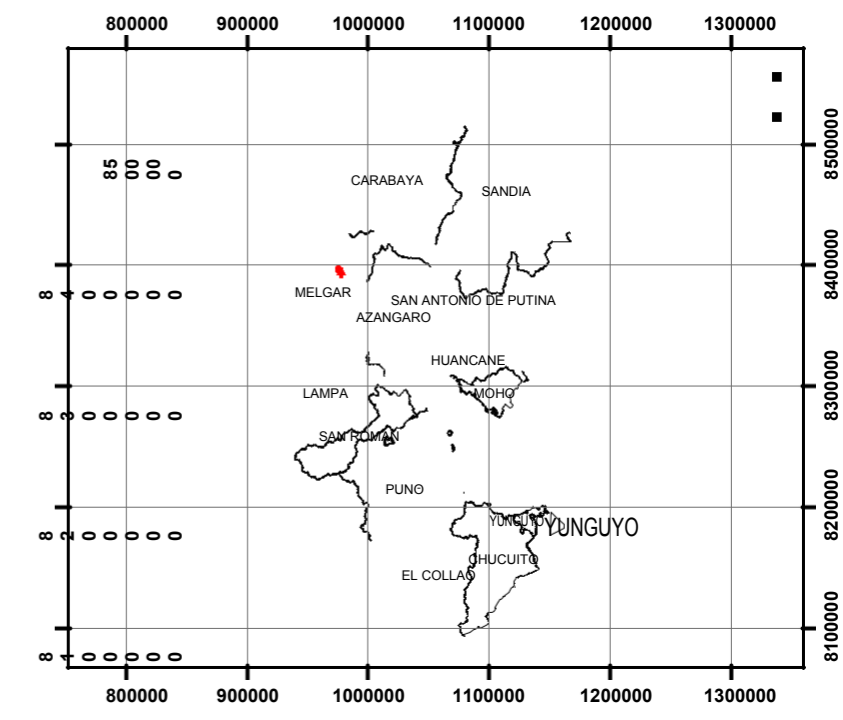 800000 900000 1000000 1100000 1200000 1300000
8500000
8500000
CARABAYA
SANDIA
8400000
8400000
MELGAR
SAN ANTONIO DE PUTINA
AZANGARO
HUANCANE
8300000
8300000
LAMPA
MOHO
SAN ROMAN
PUNO
8200000
8200000
YUNGUYO
YUNGUYO
CHUCUITO
EL COLLAO
8100000
8100000
800000 900000 1000000 1100000 1200000 1300000